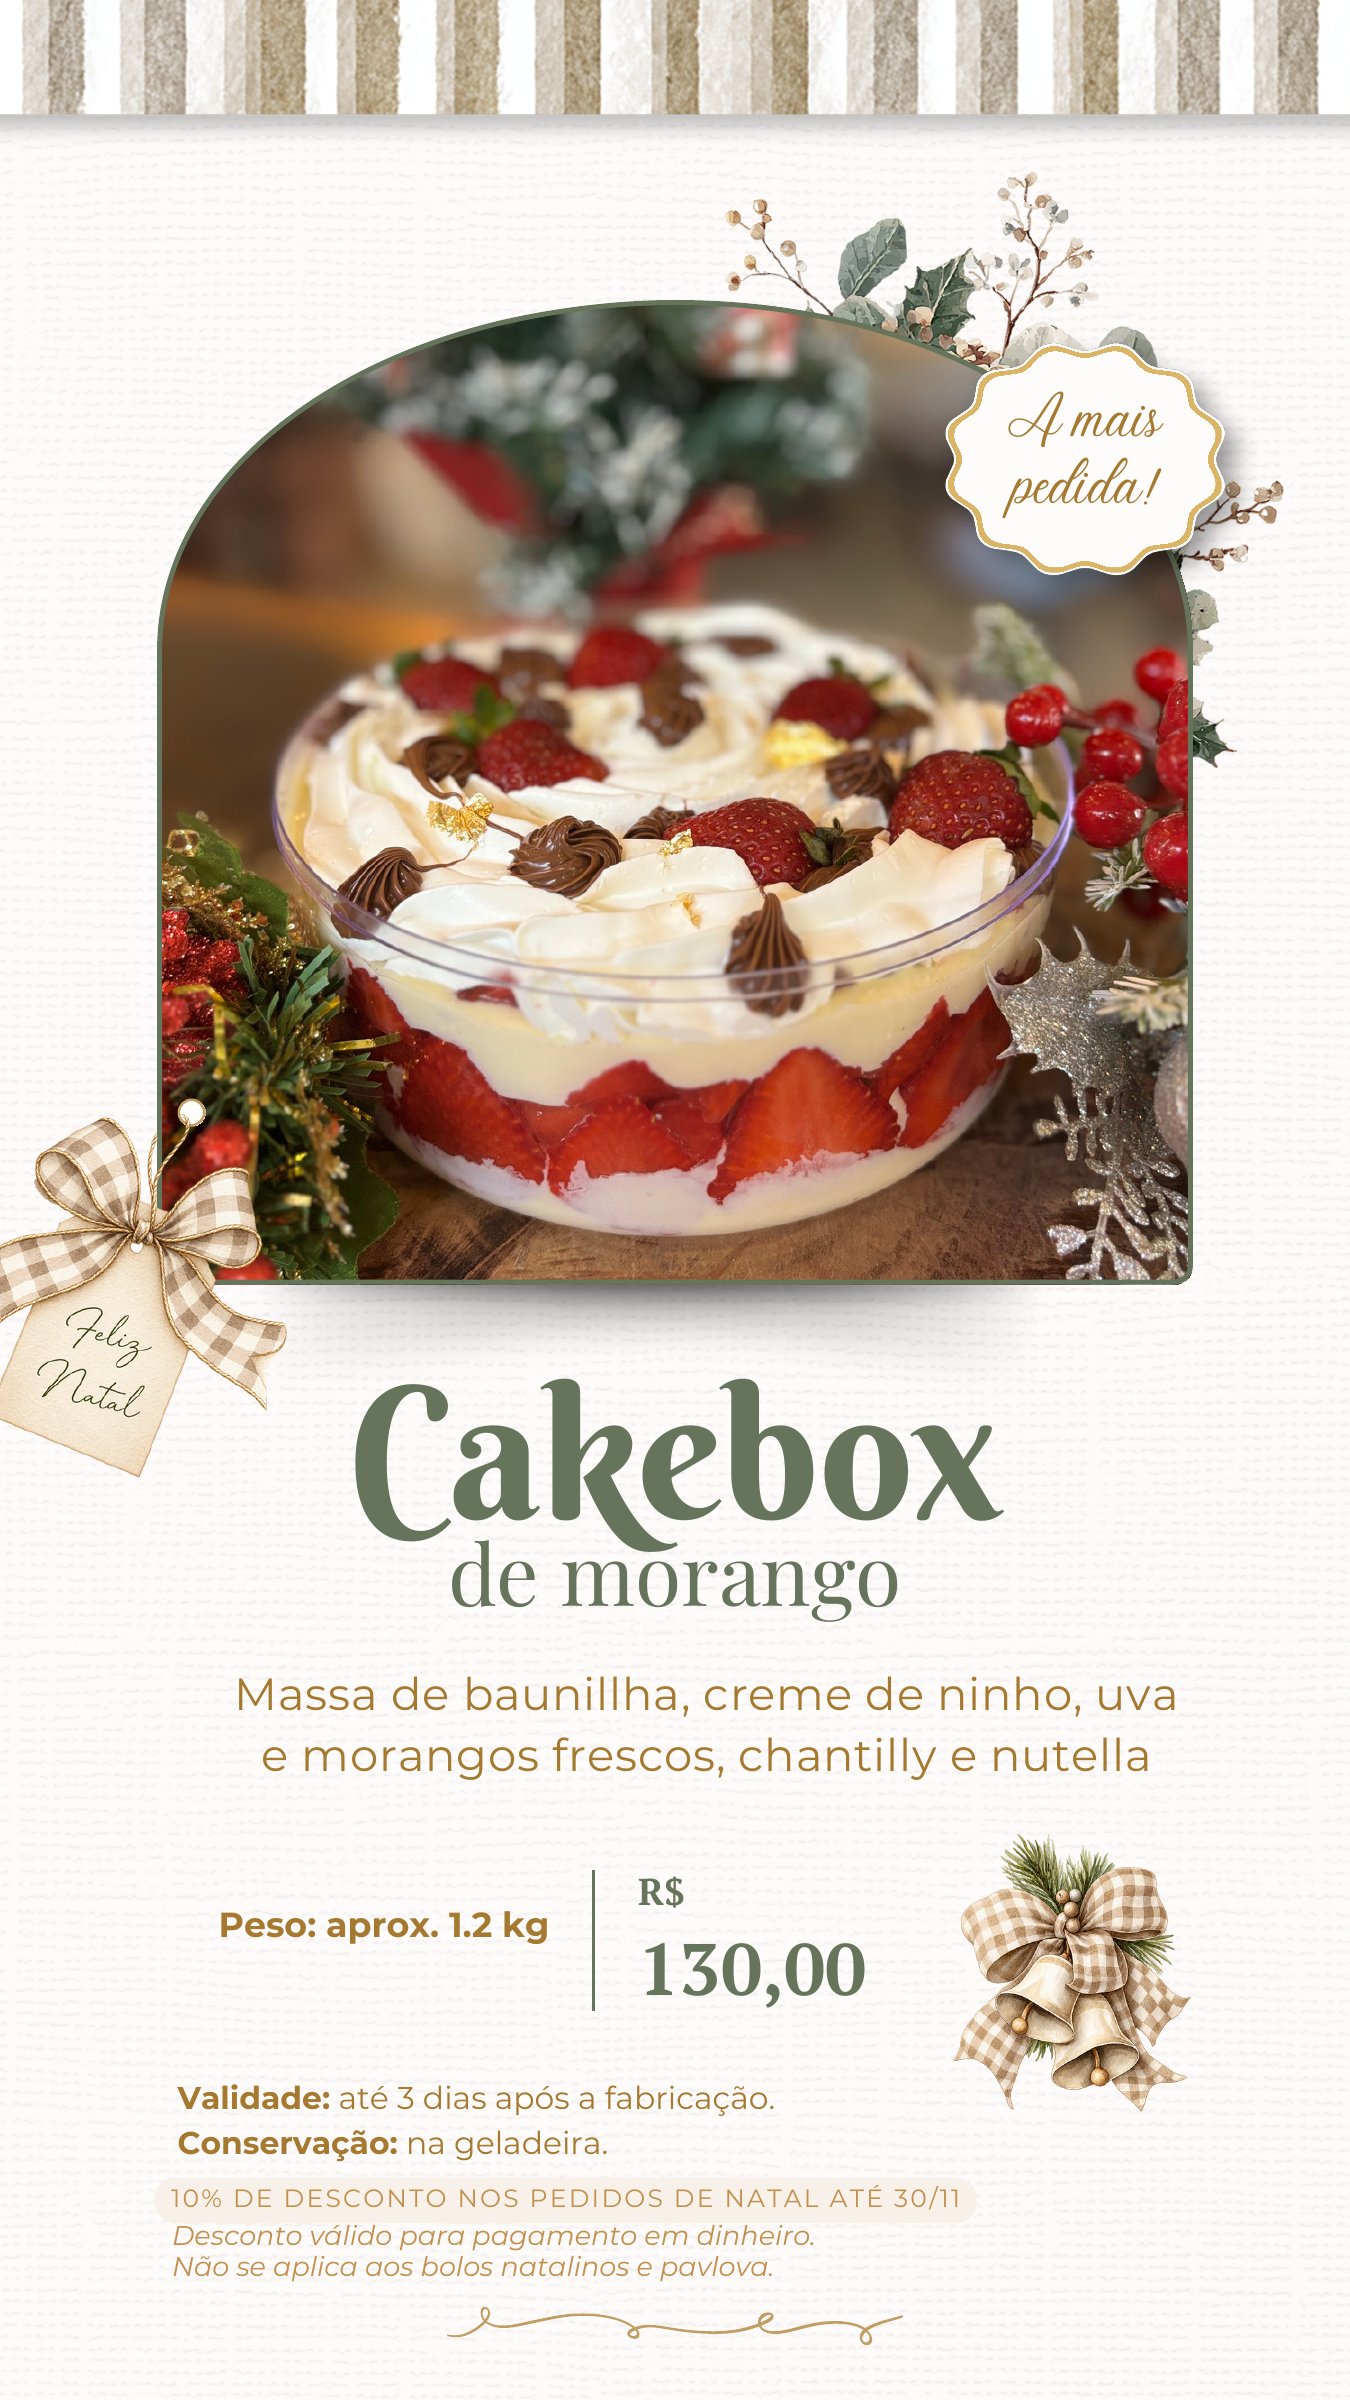 A mais
pedida!
Feliz
Natal
Cakebox
de morango
Massa de baunillha, creme de ninho, uva
e morangos frescos, chantilly e nutella
Peso: aprox. 1.2 kg
R$
130,00
Validade: até 3 dias após a fabricação.
Conservação: na geladeira.
10% DE DESCONTO NOS PEDIDOS DE NATAL ATÉ 30/11
Desconto válido para pagamento em dinheiro.
Não se aplica aos bolos natalinos e pavlova.